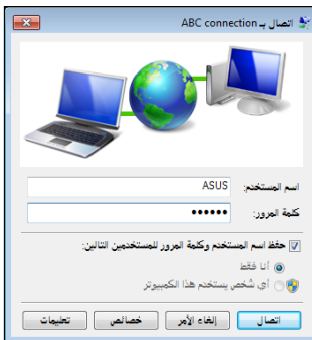 اتصال بـ ABC connection
اسم المستخدم: ASUS
كلمة المرور: ••••••
حفظ اسم المستخدم وكلمة المرور للمستخدمين التالين:
أنا فقط
أي شخص يستخدم هذا الكمبيوتر
اتصال إلغاء الأمر خصائص تعليمات